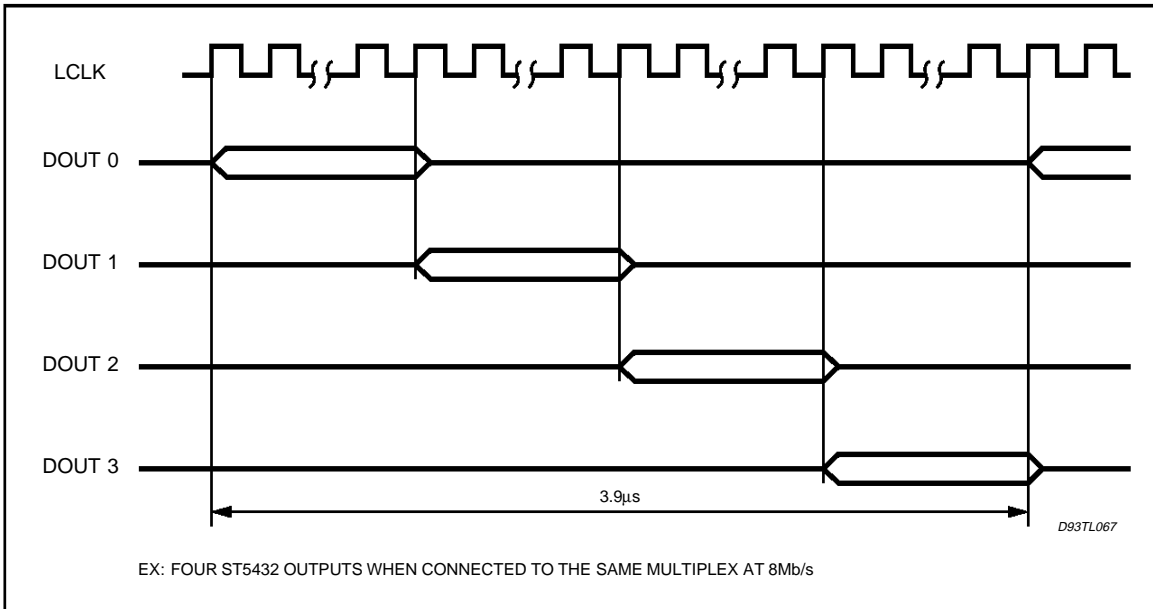 LCLK
DOUT 0
DOUT 1
DOUT 2
DOUT 3
3.9µs
D93TL067
EX: FOUR ST5432 OUTPUTS WHEN CONNECTED TO THE SAME MULTIPLEX AT 8Mb/s